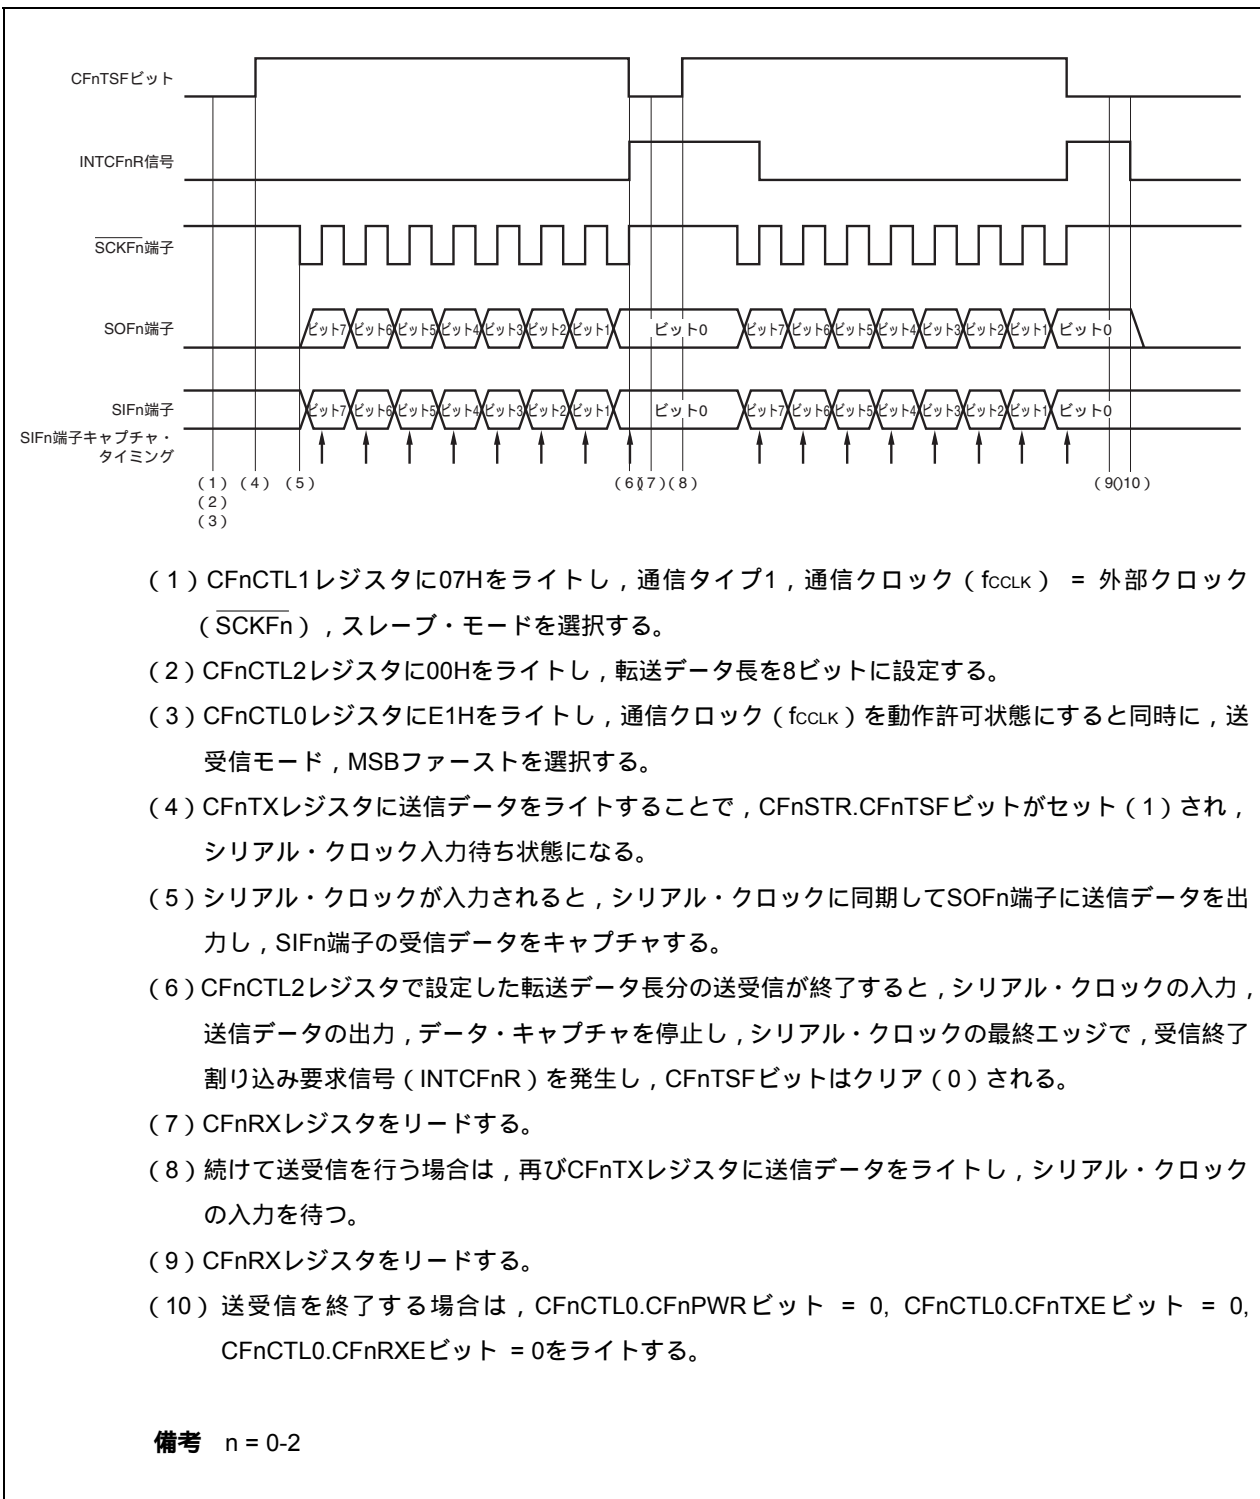 CFnTSFビット
INTCFnR信号
SCKFn端子
SOFn端子
ビット7 ビット6 ビット5 ビット4 ビット3 ビット2 ビット1 ビット0 ビット7 ビット6 ビット5 ビット4 ビット3 ビット2 ビット1 ビット0
SIFn端子
ビット7 ビット6 ビット5 ビット4 ビット3 ビット2 ビット1 ビット0 ビット7 ビット6 ビット5 ビット4 ビット3 ビット2 ビット1 ビット0
SIFn端子キャプチャ・
タイミング
(1) (4) (5) (6) (7) (8) (9) (10)
(2)
(3)
(1) CFnCTL1レジスタに07Hをライトし，通信タイプ1，通信クロック（fCCLK） = 外部クロック
（SCKFn），スレーブ・モードを選択する。
(2) CFnCTL2レジスタに00Hをライトし，転送データ長を8ビットに設定する。
(3) CFnCTL0レジスタにE1Hをライトし，通信クロック（fCCLK）を動作許可状態にすると同時に，送
受信モード，MSBファーストを選択する。
(4) CFnTXレジスタに送信データをライトすることで，CFnSTR.CFnTSFビットがセット（1）され，
シリアル・クロック入力待ち状態になる。
(5) シリアル・クロックが入力されると，シリアル・クロックに同期してSOFn端子に送信データを出
力し，SIFn端子の受信データをキャプチャする。
(6) CFnCTL2レジスタで設定した転送データ長分の送受信が終了すると，シリアル・クロックの入力，
送信データの出力，データ・キャプチャを停止し，シリアル・クロックの最終エッジで，受信終了
割り込み要求信号（INTCFnR）を発生し，CFnTSFビットはクリア（0）される。
(7) CFnRXレジスタをリードする。
(8) 続けて送受信を行う場合は，再びCFnTXレジスタに送信データをライトし，シリアル・クロック
の入力を待つ。
(9) CFnRXレジスタをリードする。
(10) 送受信を終了する場合は，CFnCTL0.CFnPWRビット = 0, CFnCTL0.CFnTXEビット = 0,
CFnCTL0.CFnRXEビット = 0をライトする。
備考 n = 0-2